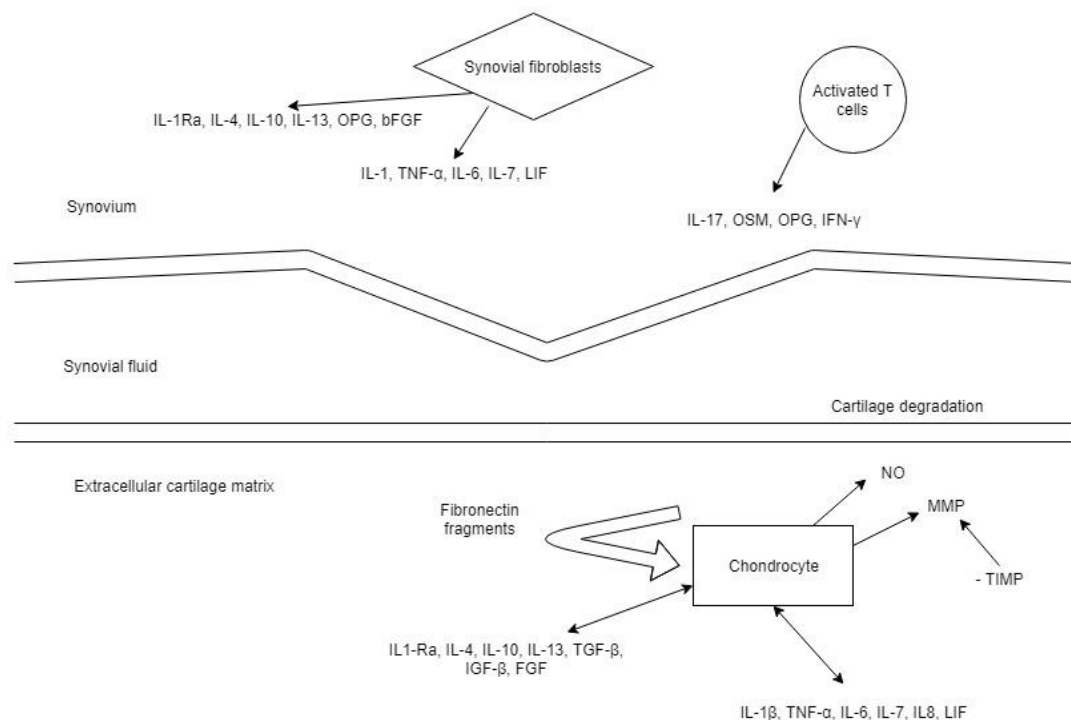 Synovial fibroblasts
Activated T
cells
IL-1Ra, IL-4, IL-10, IL-13, OPG, bFGF
IL-1, TNF-α, IL-6, IL-7, LIF
Synovium
IL-17, OSM, OPG, IFN-γ
Synovial fluid
Cartilage degradation
Extracellular cartilage matrix
NO
Fibronectin
fragments
MMP
Chondrocyte
- TIMP
IL1-Ra, IL-4, IL-10, IL-13, TGF-β,
IGF-β, FGF
IL-1β, TNF-α, IL-6, IL-7, IL8, LIF